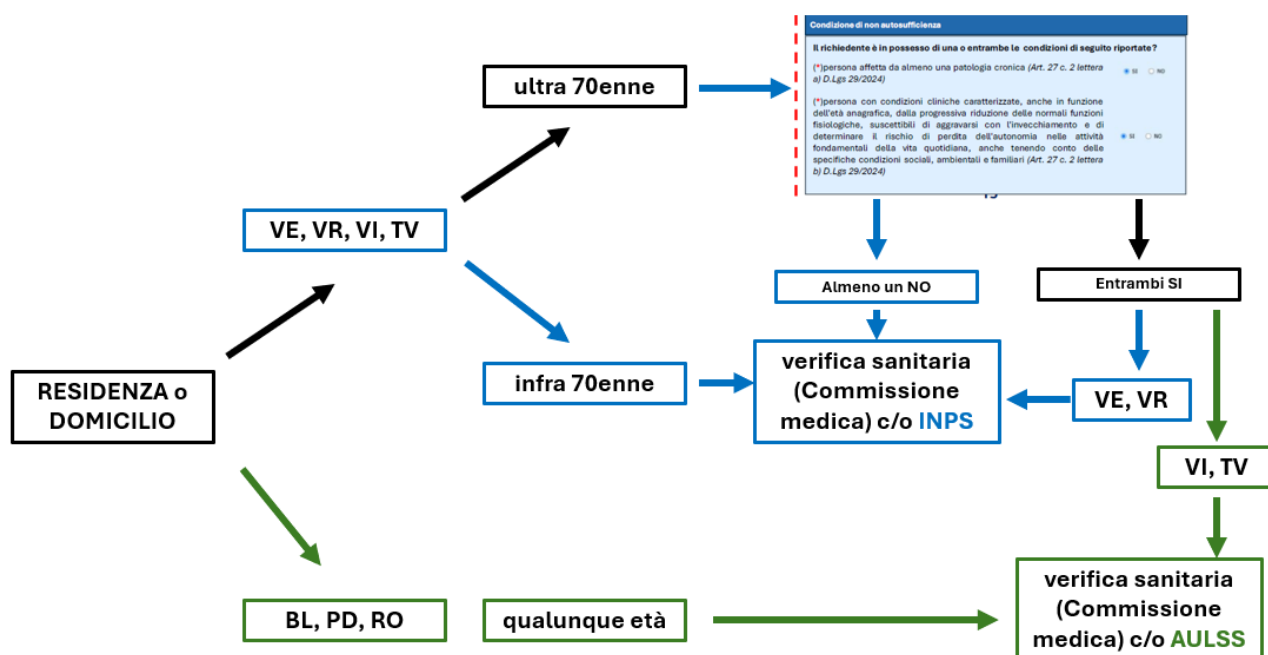 Condizione di non autosufficienza
Il richiedente è in possesso di una o entrambe le condizioni di seguito riportate?
(*)persona affetta da almeno una patologia cronica (Art. 27 c. 2 lettera
a) D.Lgs 29/2024)
SI NO
(*)persona con condizioni cliniche caratterizzate, anche in funzione
dell'età anagrafica, dalla progressiva riduzione delle normali funzioni
fisiologiche, suscettibili di aggravarsi con l'invecchiamento e di
determinare il rischio di perdita dell'autonomia nelle attività
fondamentali della vita quotidiana, anche tenendo conto delle
specifiche condizioni sociali, ambientali e familiari (Art. 27 c. 2 lettera
b) D.Lgs 29/2024)
SI NO
ultra 70enne
VE, VR, VI, TV
Almeno un NO
Entrambi SI
RESIDENZA o
DOMICILIO
infra 70enne
verifica sanitaria
(Commissione
medica) c/o INPS
VE, VR
VI, TV
BL, PD, RO
qualunque età
verifica sanitaria
(Commissione
medica) c/o AULSS